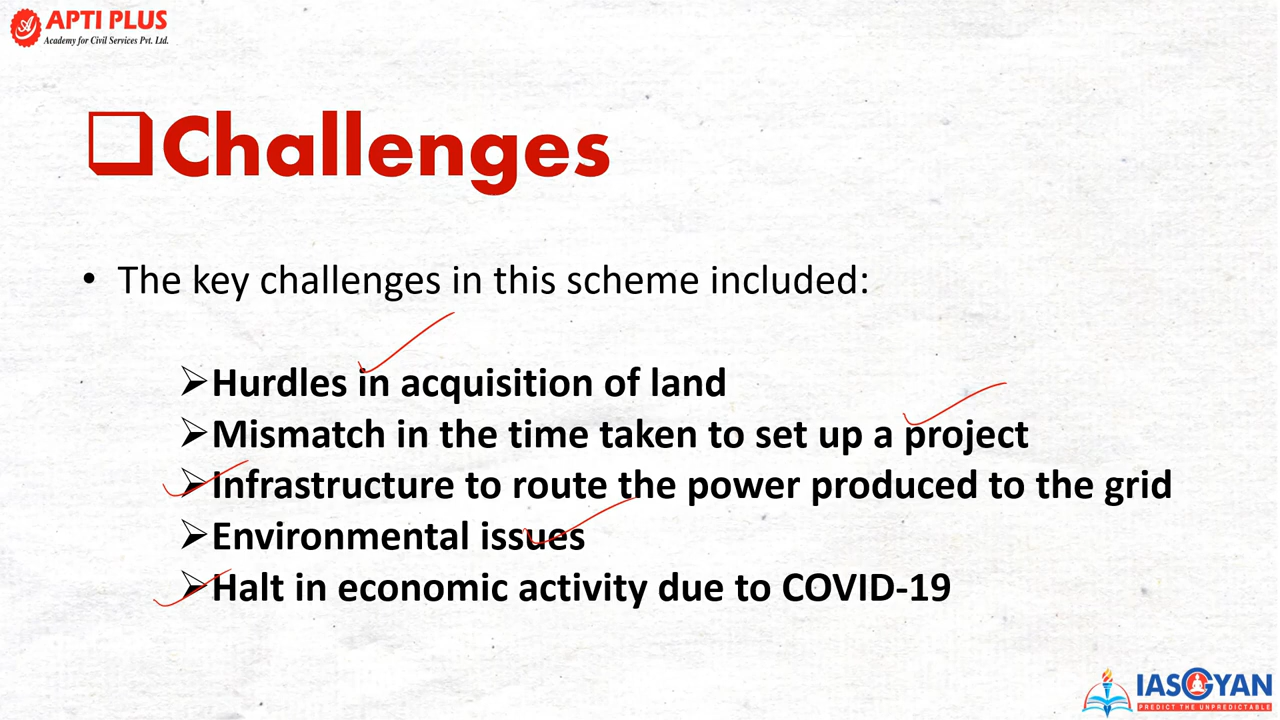 APTI PLUS
Academy for Civil Services Pvt. Ltd.
Challenges
• The key challenges in this scheme included:
➢Hurdles in acquisition of land
➢Mismatch in the time taken to set up a project
➢Infrastructure to route the power produced to the grid
➢Environmental issues
➢Halt in economic activity due to COVID-19
IASGYAN
PREDICT THE UNPREDICTABLE